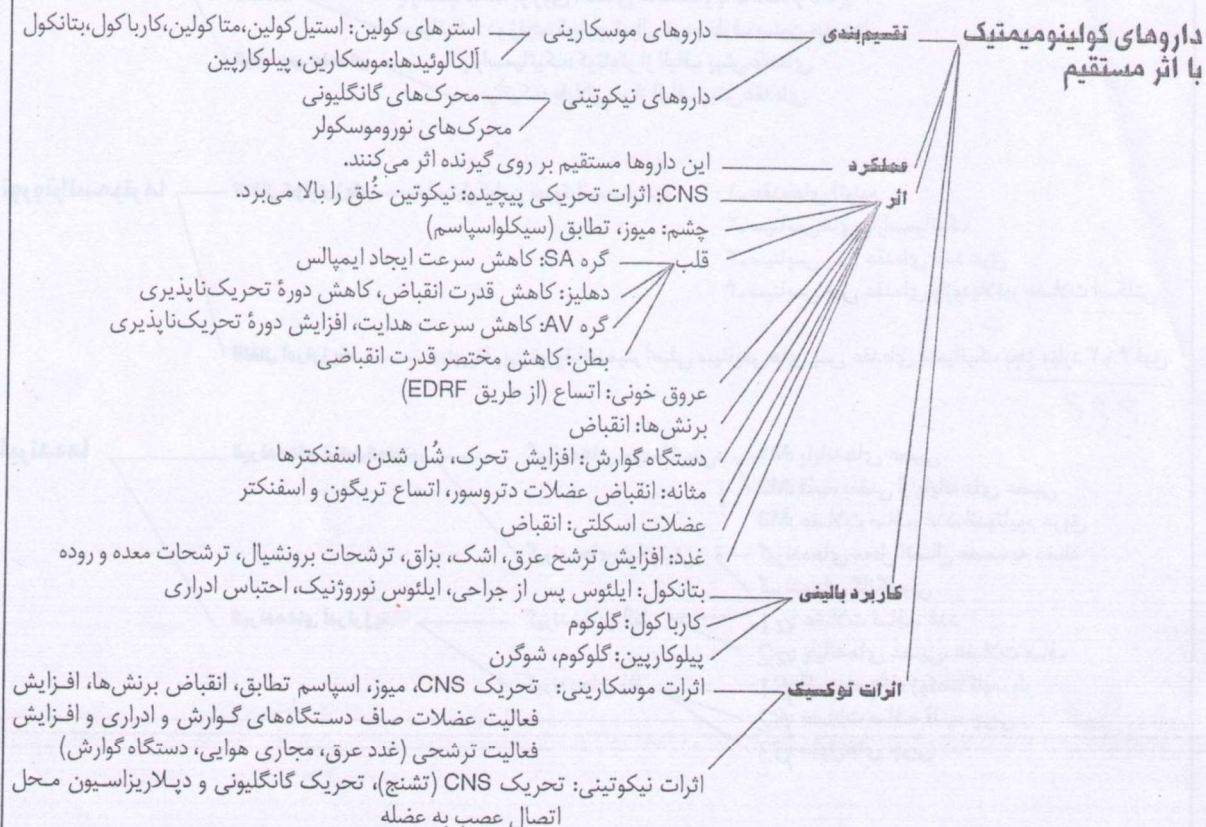 داروهای کولینومیمتیک
با اثر مستقیم
تقسیم‌بندی
داروهای موسکارینی
استرهای کولین: استیل‌کولین،متاکولین،کارباکول،بتانکول
آلکالوئیدها:موسکارین، پیلوکارپین
داروهای نیکوتینی
محرک‌های گانگلیونی
محرک‌های نوروموسکولر
عملکرد
این داروها مستقیم بر روی گیرنده اثر می‌کنند.
اثر
CNS: اثرات تحریکی پیچیده: نیکوتین خُلق را بالا می‌برد.
چشم: میوز، تطابق (سیکلواسپاسم)
قلب
گره SA: کاهش سرعت ایجاد ایمپالس
دهلیز: کاهش قدرت انقباض، کاهش دورهٔ تحریک‌ناپذیری
گره AV: کاهش سرعت هدایت، افزایش دورهٔ تحریک‌ناپذیری
بطن: کاهش مختصر قدرت انقباضی
عروق خونی: اتساع (از طریق EDRF)
برنش‌ها: انقباض
دستگاه گوارش: افزایش تحرک، شُل شدن اسفنکترها
مثانه: انقباض عضلات دتروسور، اتساع تریگون و اسفنکتر
عضلات اسکلتی: انقباض
غدد: افزایش ترشح عرق، اشک، بزاق، ترشحات برونشیال، ترشحات معده و روده
کاربرد بالینی
بتانکول: ایلئوس پس از جراحی، ایلئوس نوروژنیک، احتباس ادراری
کاربا کول: گلوکوم
پیلوکارپین: گلوکوم، شوگرن
اثرات توکسیک
اثرات موسکارینی: تحریک CNS، میوز، اسپاسم تطابق، انقباض برنش‌ها، افزایش
فعالیت عضلات صاف دستگاه‌های گوارش و ادراری و افزایش
فعالیت ترشحی (غدد عرق، مجاری هوایی، دستگاه گوارش)
اثرات نیکوتینی: تحریک CNS (تشنج)، تحریک گانگلیونی و دپلاریزاسیون محل
اتصال عصب به عضله